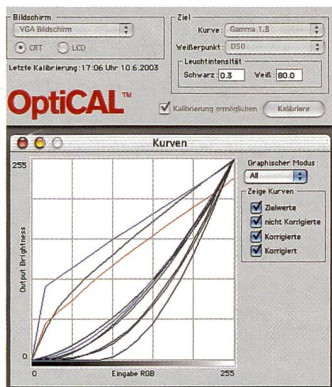 Bildschirm
VGA Bildschirm
CRT LCD
Letzte Kalibrierung: 17:06 Uhr 10.6.2003
Ziel
Kurve: Gamma 1.8
Weißerpunkt: D50
Leuchtintensität
Schwarz: 0.3 Weiß: 80.0
OptiCAL™
Kalibrierung ermöglichen
Kalibriere
Kurven
255
Output Brightness
0
0 Eingabe RGB 255
Graphischer Modus:
All
Zeige Kurven
Zielwerte
nicht Korrigierte
Korrigierte
Korrigiert